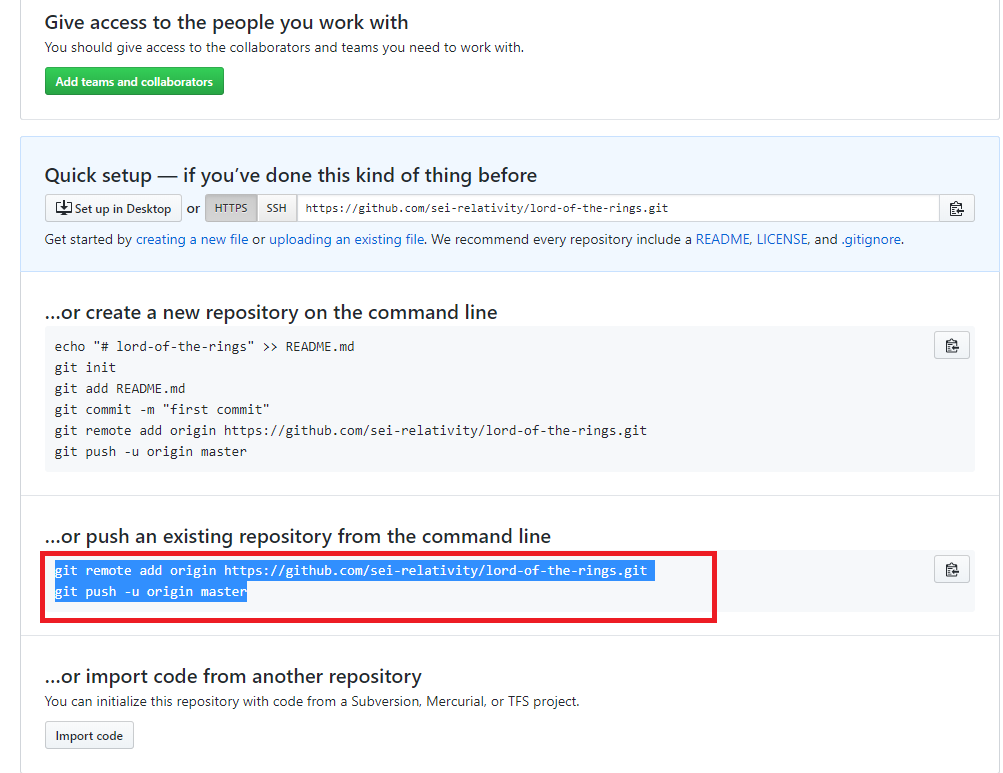 Give access to the people you work with
You should give access to the collaborators and teams you need to work with.
Add teams and collaborators
Quick setup — if you’ve done this kind of thing before
Set up in Desktop or HTTPS SSH https://github.com/sei-relativity/lord-of-the-rings.git
Get started by creating a new file or uploading an existing file. We recommend every repository include a README, LICENSE, and .gitignore.
…or create a new repository on the command line
echo "# lord-of-the-rings" >> README.md
git init
git add README.md
git commit -m "first commit"
git remote add origin https://github.com/sei-relativity/lord-of-the-rings.git
git push -u origin master
…or push an existing repository from the command line
git remote add origin https://github.com/sei-relativity/lord-of-the-rings.git
git push -u origin master
…or import code from another repository
You can initialize this repository with code from a Subversion, Mercurial, or TFS project.
Import code